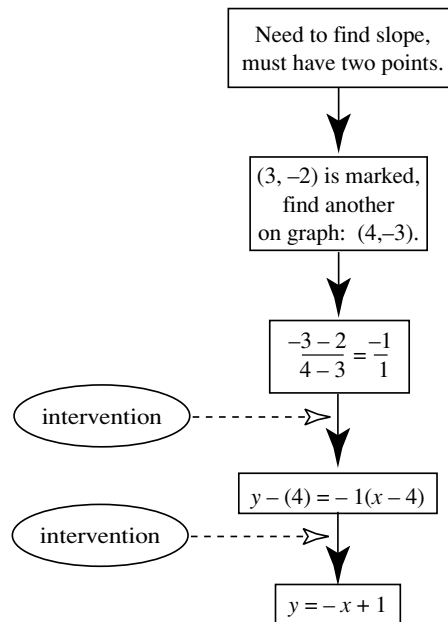 Need to find slope,
must have two points.
(3, –2) is marked,
find another
on graph: (4,–3).
–3 – 2 / 4 – 3 = –1 / 1
intervention
y – (4) = – 1(x – 4)
intervention
y = – x + 1